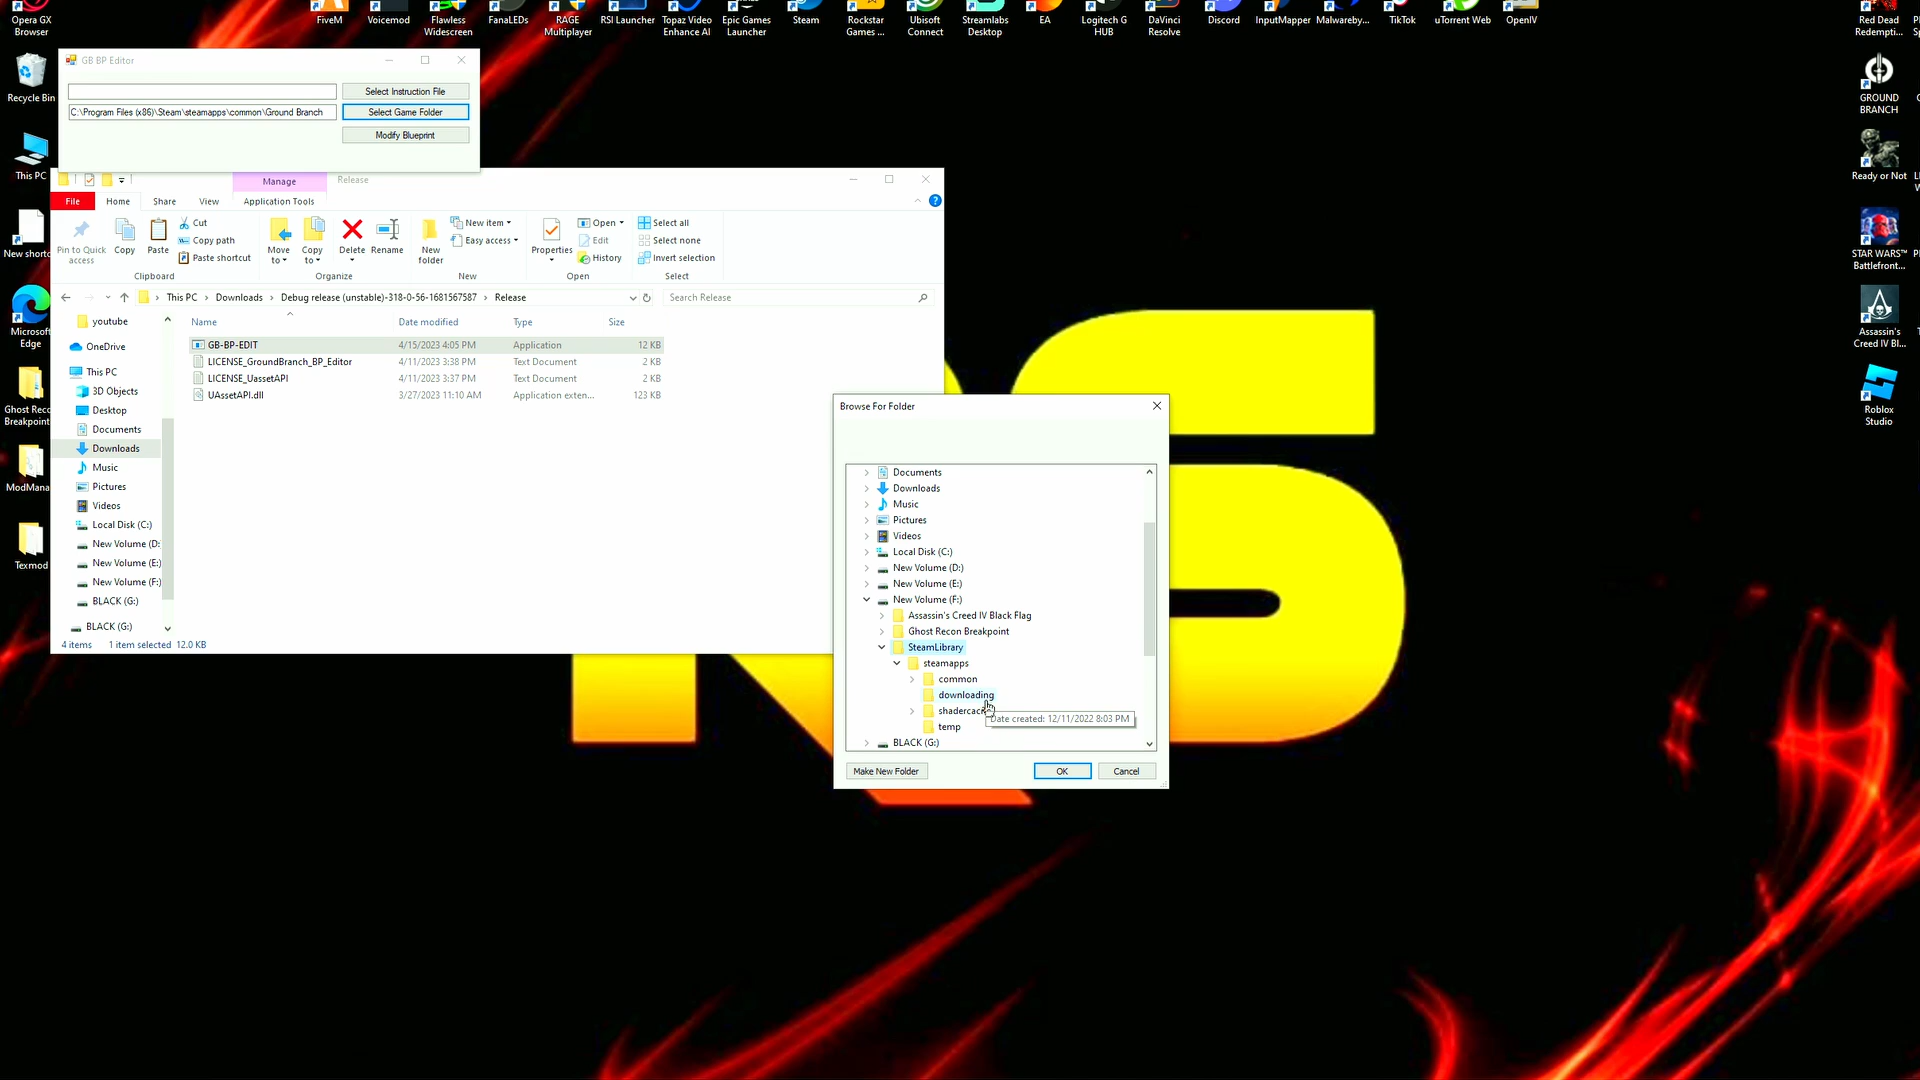 Opera GX
Browser
FiveM
Voicemod
Flawless
Widescreen
FanaLEDs
RAGE
Multiplayer
RSI Launcher
Topaz Video
Enhance AI
Epic Games
Launcher
Steam
Rockstar
Games ...
Ubisoft
Connect
Streamlabs
Desktop
EA
Logitech G
HUB
DaVinci
Resolve
Discord
InputMapper
Malwareby...
TikTok
uTorrent Web
OpenIV
Red Dead
Redempti...
Recycle Bin
This PC
New shortc
Microsoft
Edge
Ghost Reco
Breakpoint
ModMana
Texmod
GROUND
BRANCH
Ready or Not
STAR WARS™
Battlefront...
Assassin's
Creed IV Bl...
Roblox
Studio
GB BP Editor
Select Instruction File
C:\Program Files (x86)\Steam\steamapps\common\Ground Branch
Select Game Folder
Modify Blueprint
Manage
Release
File
Home
Share
View
Application Tools
Pin to Quick
access
Copy
Paste
Cut
Copy path
Paste shortcut
Clipboard
Move
to
Copy
to
Delete
Rename
Organize
New
folder
New item
Easy access
New
Properties
Open
Edit
History
Open
Select all
Select none
Invert selection
Select
This PC
Downloads
Debug release (unstable)-318-0-56-1681567587
Release
Search Release
Name
Date modified
Type
Size
GB-BP-EDIT
4/15/2023 4:05 PM
Application
12 KB
LICENSE_GroundBranch_BP_Editor
4/11/2023 3:38 PM
Text Document
2 KB
LICENSE_UassetAPI
4/11/2023 3:37 PM
Text Document
2 KB
UAssetAPI.dll
3/27/2023 11:10 AM
Application exten...
123 KB
youtube
OneDrive
This PC
3D Objects
Desktop
Documents
Downloads
Music
Pictures
Videos
Local Disk (C:)
New Volume (D:
New Volume (E:)
New Volume (F:)
BLACK (G:)
BLACK (G:)
4 items
1 item selected 12.0 KB
Browse For Folder
Documents
Downloads
Music
Pictures
Videos
Local Disk (C:)
New Volume (D:)
New Volume (E:)
New Volume (F:)
Assassin's Creed IV Black Flag
Ghost Recon Breakpoint
SteamLibrary
steamapps
common
downloading
Date created: 12/11/2022 8:03 PM
temp
BLACK (G:)
Make New Folder
OK
Cancel